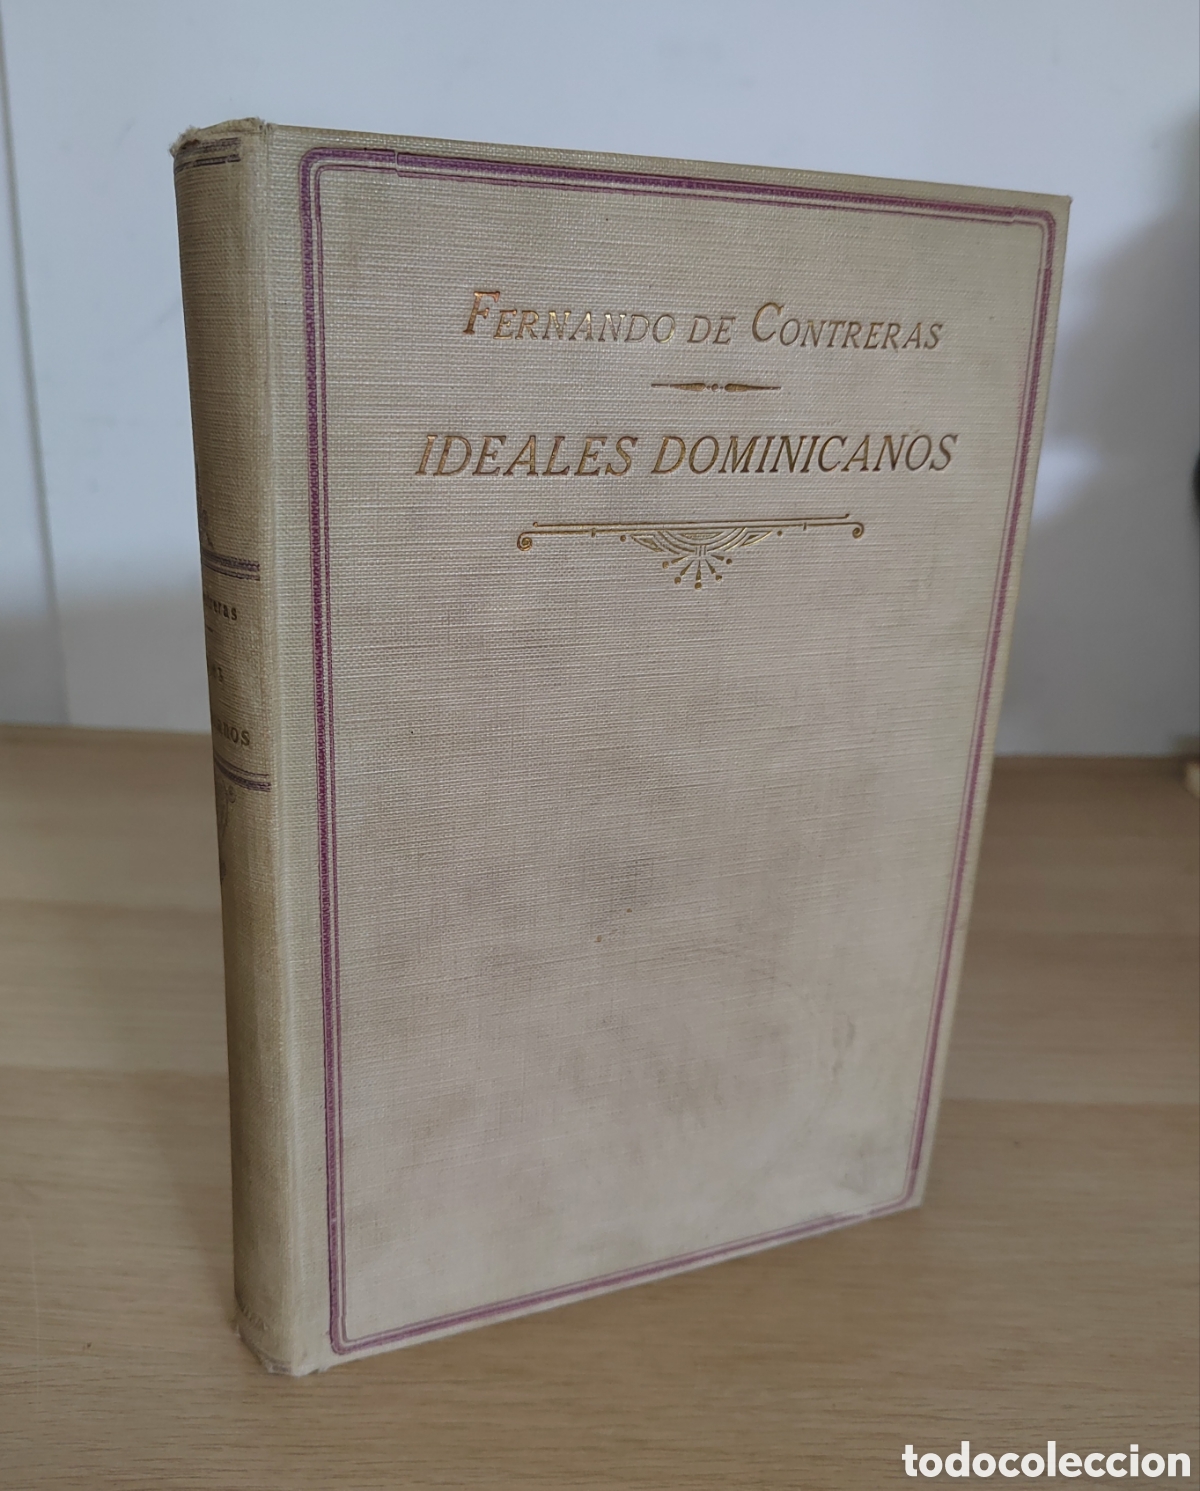 FERNANDO DE CONTRERAS
IDEALES DOMINICANOS
todocoleccion